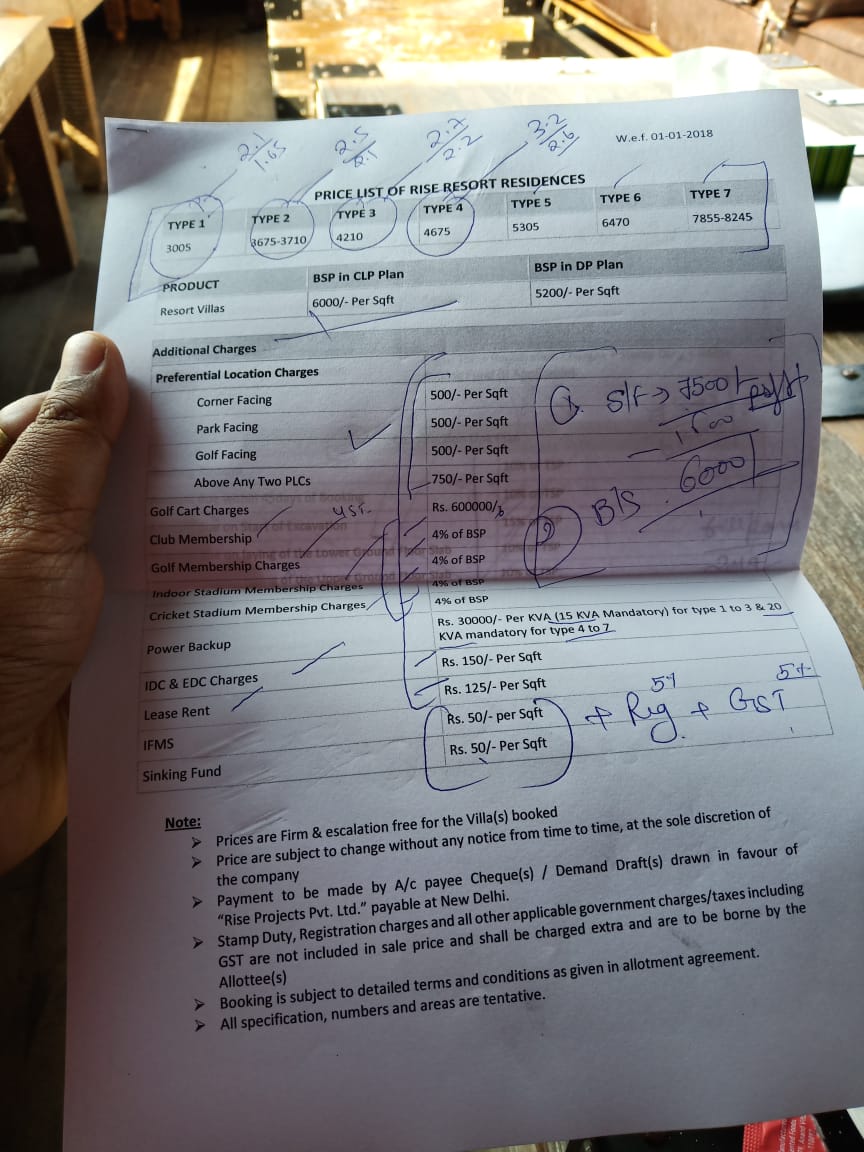 2.1 2.5 2.7 3.2
1.65 2.1 2.2 2.6
W.e.f. 01-01-2018
PRICE LIST OF RISE RESORT RESIDENCES
TYPE 1 TYPE 2 TYPE 3 TYPE 4 TYPE 5 TYPE 6 TYPE 7
3005 3675-3710 4210 4675 5305 6470 7855-8245
PRODUCT BSP in CLP Plan BSP in DP Plan
Resort Villas 6000/- Per Sqft 5200/- Per Sqft
Additional Charges
Preferential Location Charges
Corner Facing 500/- Per Sqft
Park Facing 500/- Per Sqft
Golf Facing 500/- Per Sqft
Above Any Two PLCs 750/- Per Sqft
Golf Cart Charges Rs. 600000/-
Club Membership 4% of BSP
Golf Membership Charges 4% of BSP
Indoor Stadium Membership Charges 4% of BSP
Cricket Stadium Membership Charges 4% of BSP
Power Backup Rs. 30000/- Per KVA (15 KVA Mandatory) for type 1 to 3 & 20
KVA mandatory for type 4 to 7
IDC & EDC Charges Rs. 150/- Per Sqft
Lease Rent Rs. 125/- Per Sqft
IFMS Rs. 50/- per Sqft
Sinking Fund Rs. 50/- Per Sqft
S/F → 7500/- psft
1500
B/S 6000/-
5% 5%
+ Reg. + GST
Note:
➢ Prices are Firm & escalation free for the Villa(s) booked
➢ Price are subject to change without any notice from time to time, at the sole discretion of
the company
➢ Payment to be made by A/c payee Cheque(s) / Demand Draft(s) drawn in favour of
"Rise Projects Pvt. Ltd." payable at New Delhi.
➢ Stamp Duty, Registration charges and all other applicable government charges/taxes including
GST are not included in sale price and shall be charged extra and are to be borne by the
Allottee(s)
➢ Booking is subject to detailed terms and conditions as given in allotment agreement.
➢ All specification, numbers and areas are tentative.